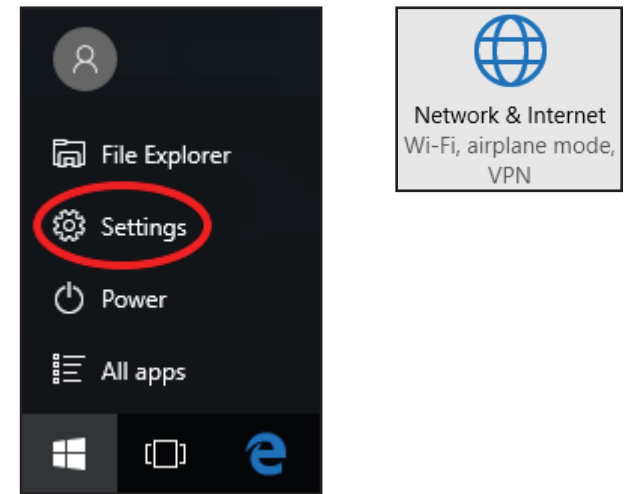 File Explorer
Settings
Power
All apps
Network & Internet
Wi-Fi, airplane mode,
VPN